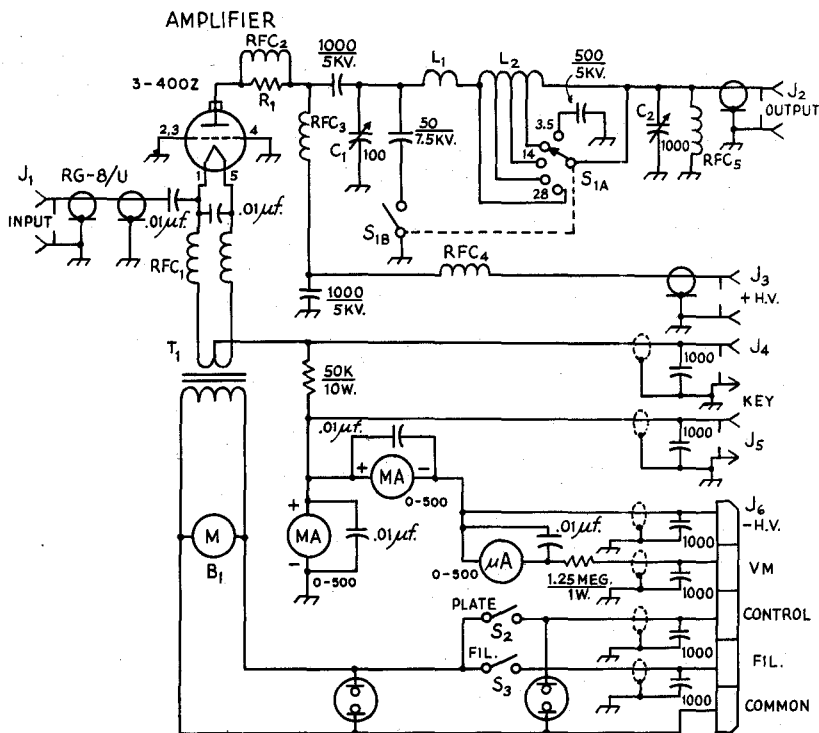 AMPLIFIER
RFC2
R1
3-400Z
2,3
4
1
5
1000
5KV.
L1
L2
500
5KV.
3.5
14
28
S1A
S1B
C1
100
50
7.5KV.
RFC3
C2
1000
RFC5
J2
OUTPUT
J1
RG-8/U
INPUT
.01μf.
.01μf.
RFC1
RFC4
J3
+H.V.
1000
5KV.
T1
50K
10W.
1000
J4
KEY
1000
J5
.01μf.
+ MA -
0-500
+
MA
-
.01μf.
0-500
J6
-H.V.
1000
.01μf.
0-500
μA
1.25 MEG.
1W.
VM
1000
M
B1
PLATE
S2
CONTROL
1000
FIL.
S3
FIL.
1000
COMMON